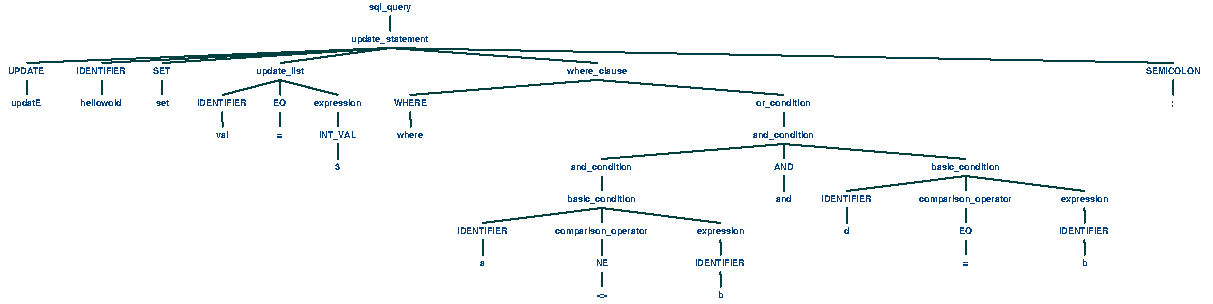 sql_query
update_statement
UPDATE IDENTIFIER SET update_list where_clause SEMICOLON
updatE hellowold set IDENTIFIER EQ expression WHERE or_condition ;
val = INT_VAL where and_condition
3 and_condition AND basic_condition
basic_condition and IDENTIFIER comparison_operator expression
IDENTIFIER comparison_operator expression d EQ IDENTIFIER
a NE IDENTIFIER = b
<> b